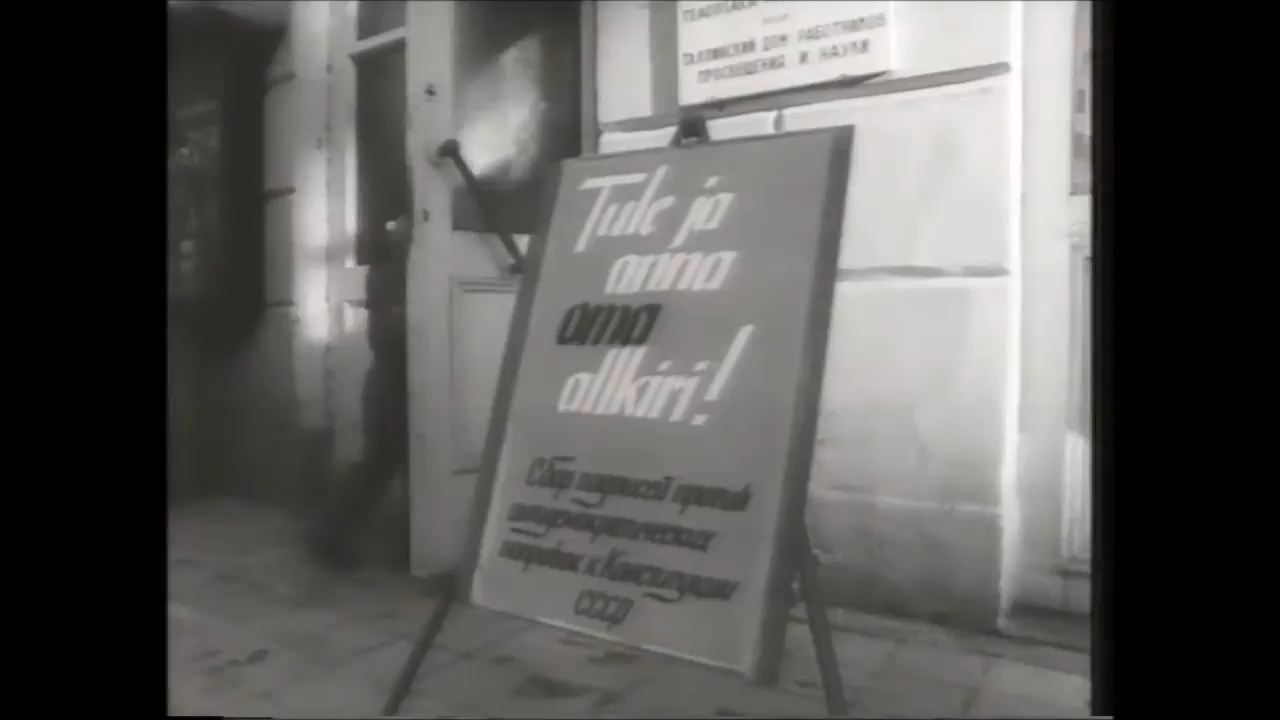 ТАЛЛИНСКИЙ ДОМ РАБОТНИКОВ
ПРОСВЕЩЕНИЯ И НАУКИ
Tule ja
anna
oma
allkiri!
Сбор подписей против
антидемократических
поправок к Конституции
СССР